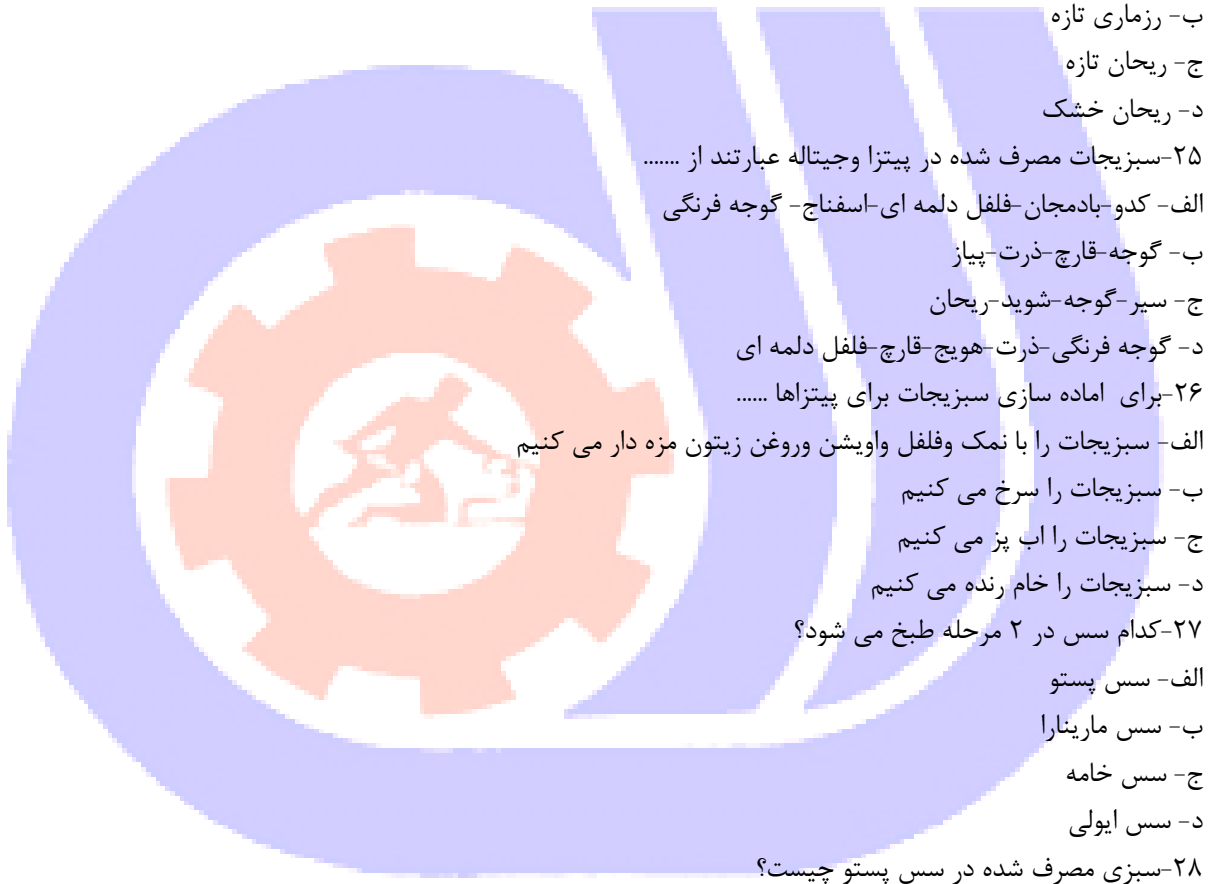 ب- رزماری تازه
ج- ریحان تازه
د- ریحان خشک
۲۵-سبزیجات مصرف شده در پیتزا وجیتاله عبارتند از .......
الف- کدو-بادمجان-فلفل دلمه ای-اسفناج- گوجه فرنگی
ب- گوجه-قارچ-ذرت-پیاز
ج- سیر-گوجه-شوید-ریحان
د- گوجه فرنگی-ذرت-هویج-قارچ-فلفل دلمه ای
۲۶-برای اماده سازی سبزیجات برای پیتزاها ......
الف- سبزیجات را با نمک وفلفل واویشن وروغن زیتون مزه دار می کنیم
ب- سبزیجات را سرخ می کنیم
ج- سبزیجات را اب پز می کنیم
د- سبزیجات را خام رنده می کنیم
۲۷-کدام سس در ۲ مرحله طبخ می شود؟
الف- سس پستو
ب- سس مارینارا
ج- سس خامه
د- سس ایولی
۲۸-سبزی مصرف شده در سس پستو چیست؟